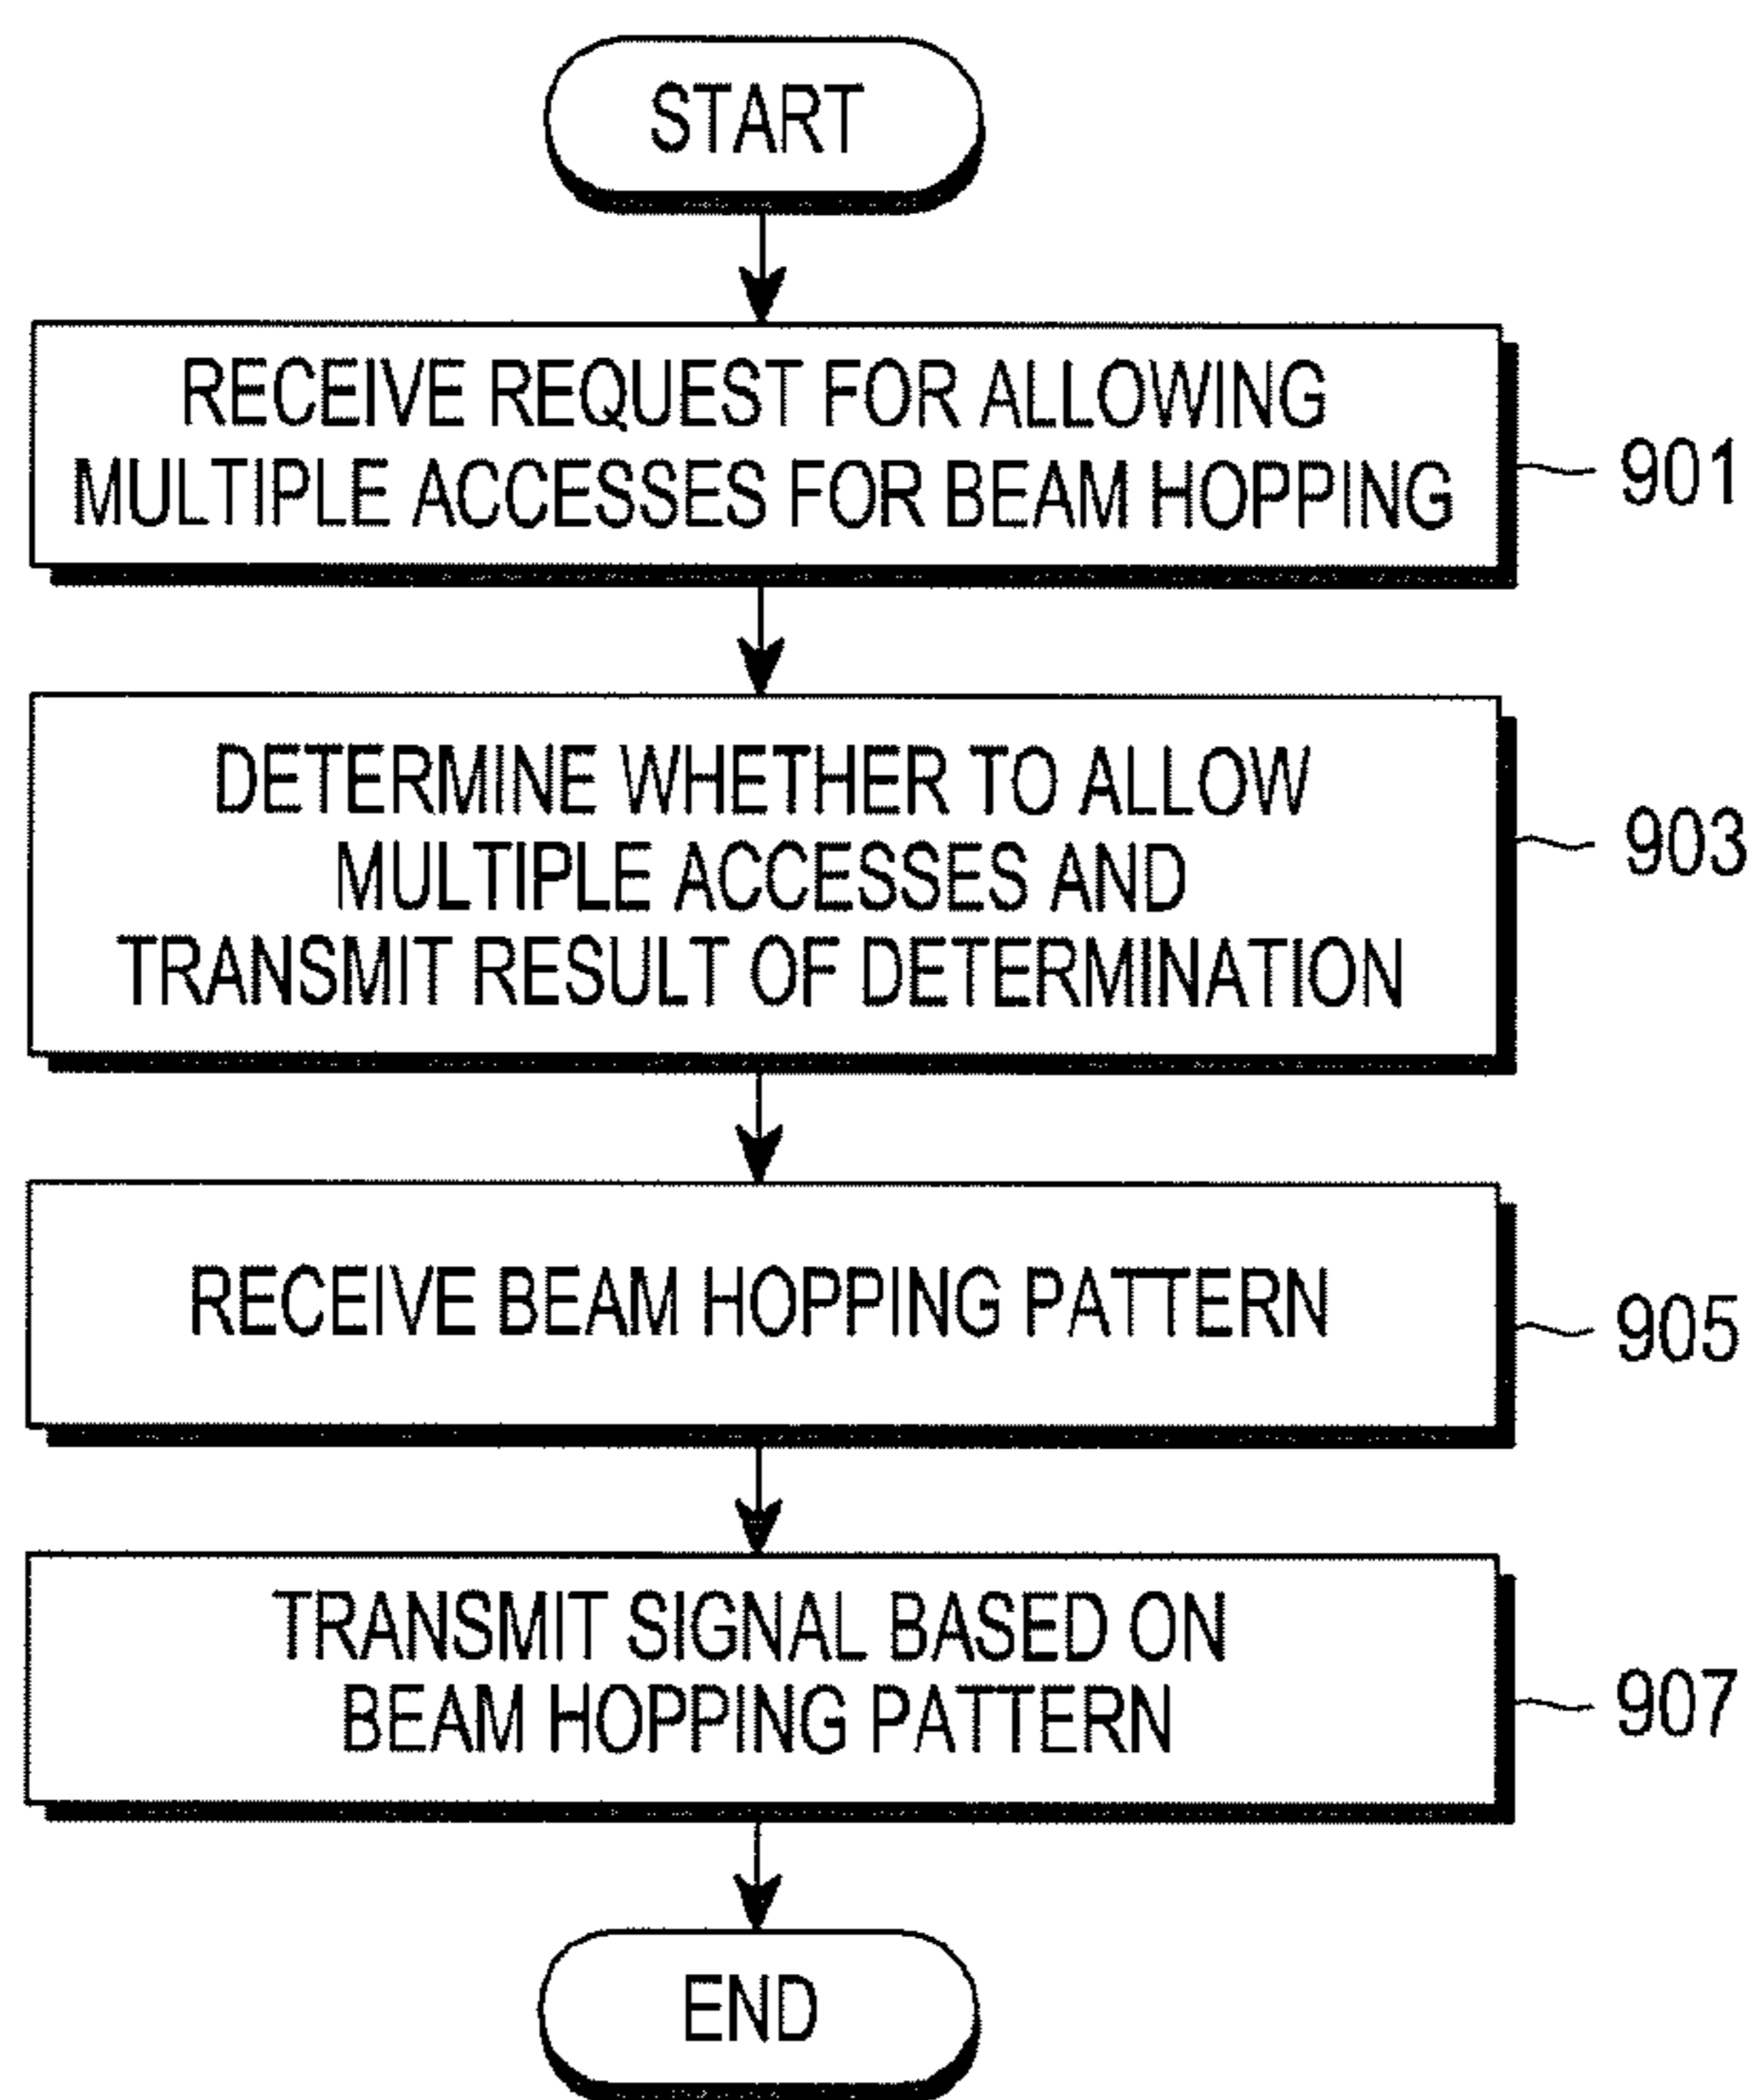 START
RECEIVE REQUEST FOR ALLOWING
MULTIPLE ACCESSES FOR BEAM HOPPING
901
DETERMINE WHETHER TO ALLOW
MULTIPLE ACCESSES AND
TRANSMIT RESULT OF DETERMINATION
903
RECEIVE BEAM HOPPING PATTERN
905
TRANSMIT SIGNAL BASED ON
BEAM HOPPING PATTERN
907
END